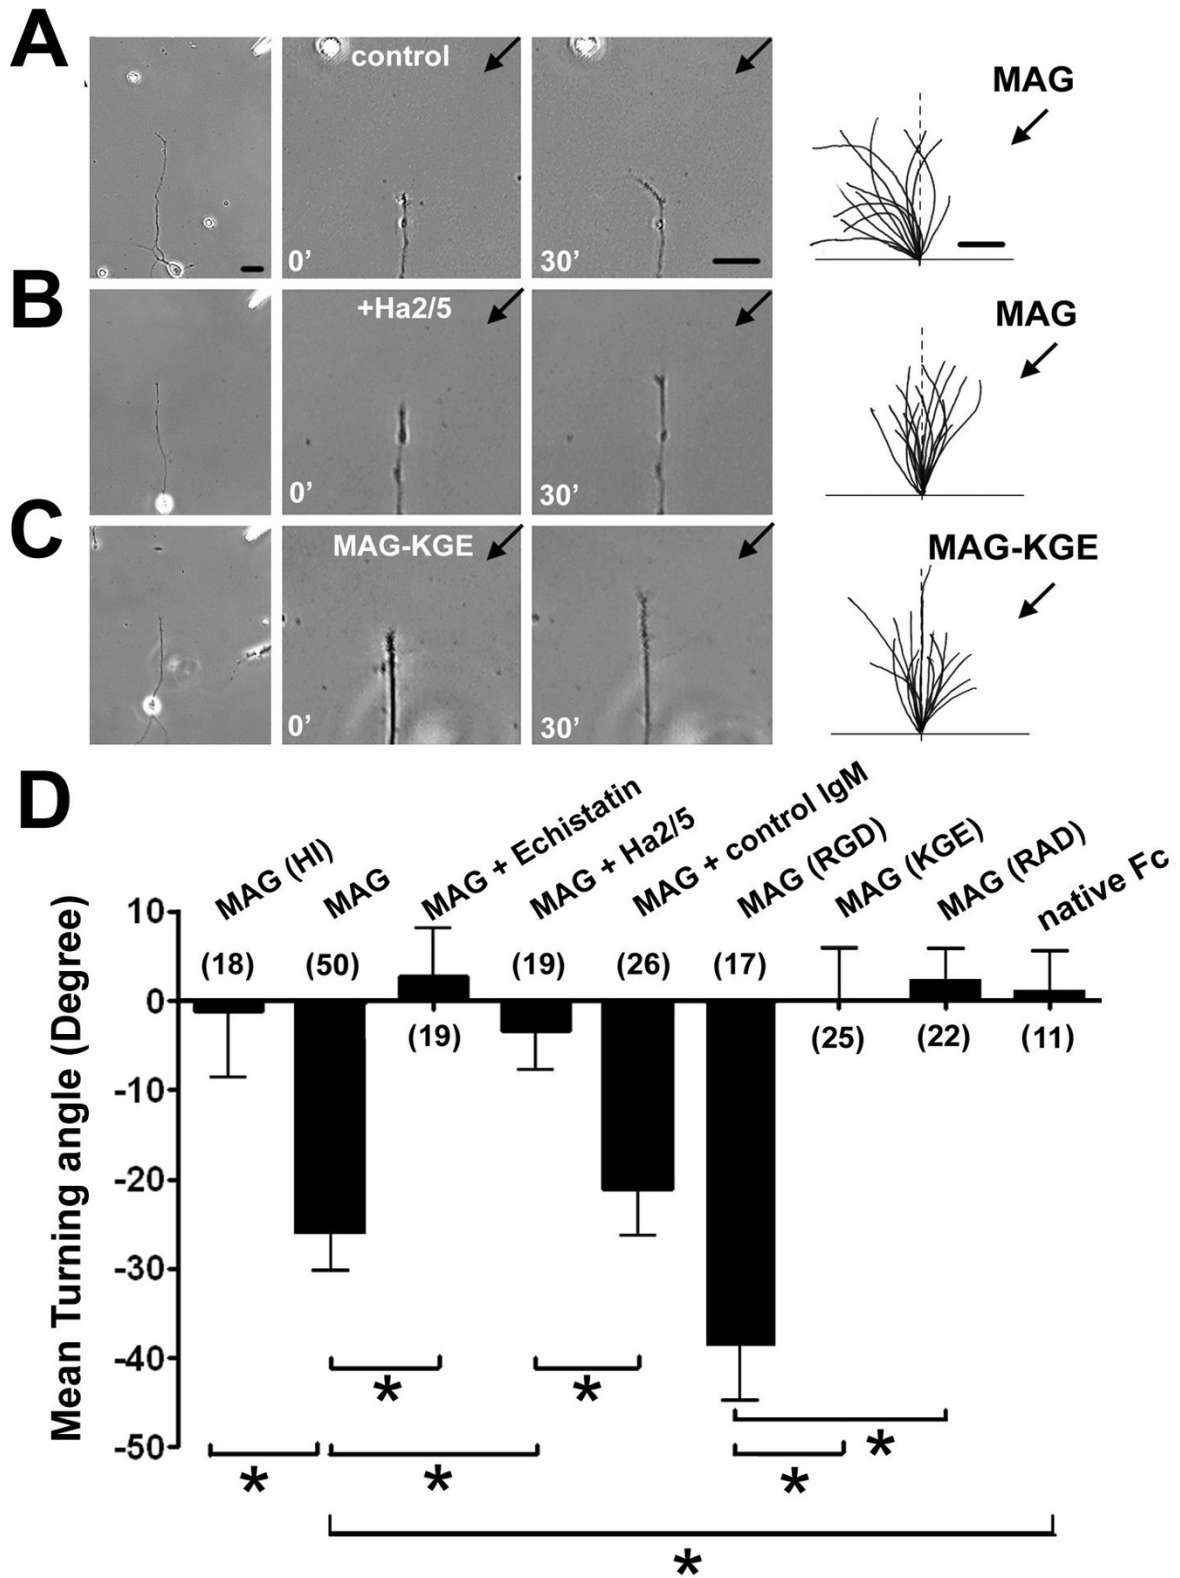 A
control
0'
30'
MAG
B
+Ha2/5
0'
30'
MAG
C
MAG-KGE
0'
30'
MAG-KGE
D
MAG (HI)
MAG
MAG + Echistatin
MAG + Ha2/5
MAG + control IgM
MAG (RGD)
MAG (KGE)
MAG (RAD)
native Fc
Mean Turning angle (Degree)
10
0
-10
-20
-30
-40
-50
(18)
(50)
(19)
(19)
(26)
(17)
(25)
(22)
(11)
*
*
*
*
*
*
*